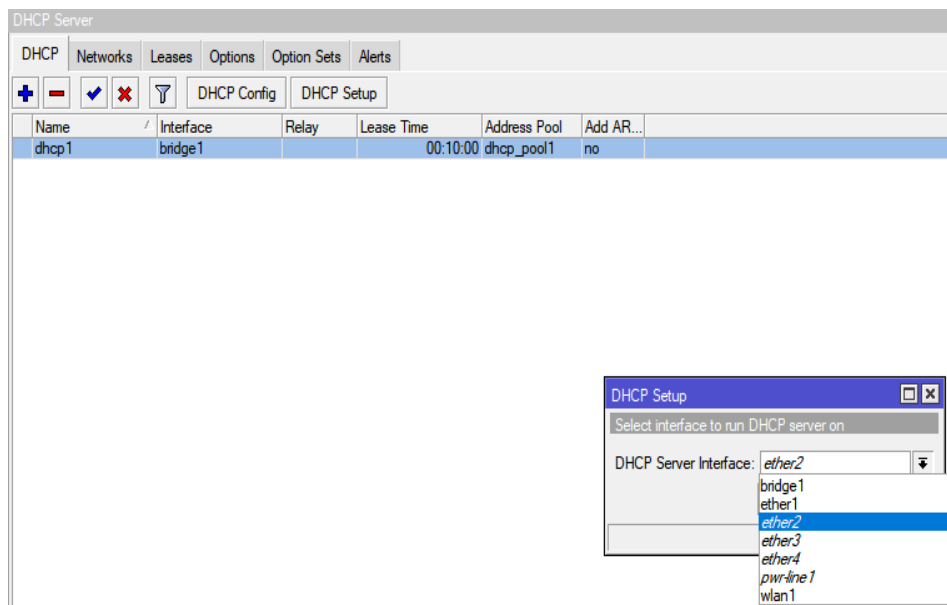 DHCP Server
DHCP Networks Leases Options Option Sets Alerts
DHCP Config DHCP Setup
Name Interface Relay Lease Time Address Pool Add AR...
dhcp1 bridge1 00:10:00 dhcp_pool1 no
DHCP Setup
Select interface to run DHCP server on
DHCP Server Interface: ether2
bridge1
ether1
ether2
ether3
ether4
pwr-line1
wlan1